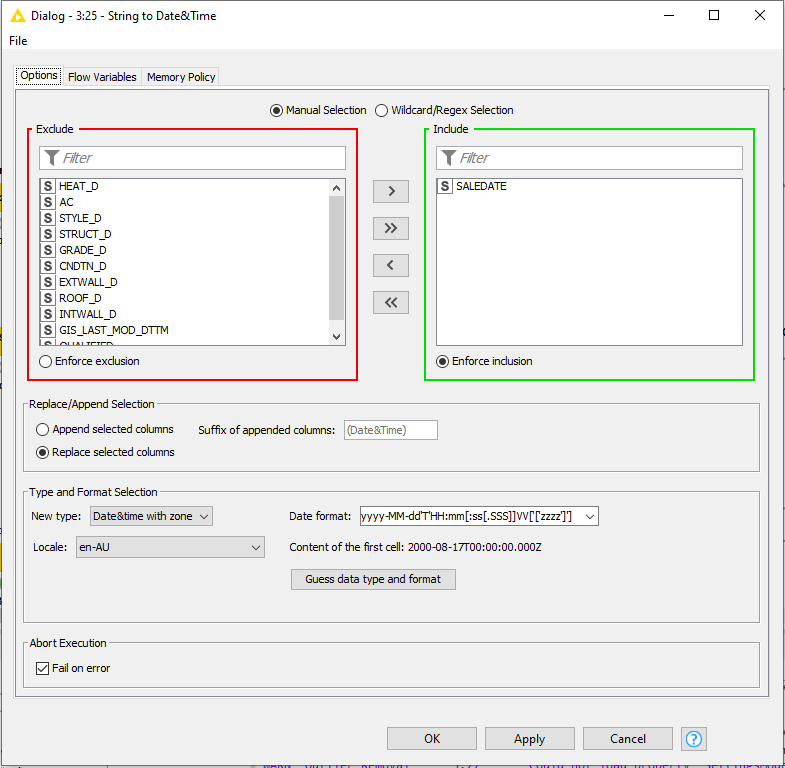 Dialog - 3:25 - String to Date&Time
File
Options Flow Variables Memory Policy
Manual Selection Wildcard/Regex Selection
Exclude
Filter
HEAT_D
AC
STYLE_D
STRUCT_D
GRADE_D
CNDTN_D
EXTWALL_D
ROOF_D
INTWALL_D
GIS_LAST_MOD_DTTM
QUALIFIED
Enforce exclusion
>
>>
<
<<
Include
Filter
S SALEDATE
Enforce inclusion
Replace/Append Selection
Append selected columns Suffix of appended columns: (Date&Time)
Replace selected columns
Type and Format Selection
New type: Date&time with zone Date format: yyyy-MM-dd'T'HH:mm[:ss[.SSS]]VV['['zzzz']']
Locale: en-AU Content of the first cell: 2000-08-17T00:00:00.000Z
Guess data type and format
Abort Execution
Fail on error
OK Apply Cancel ?